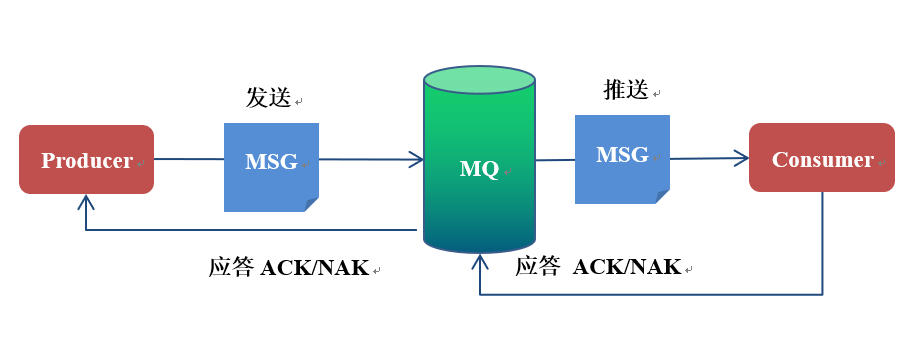 发送
推送
Producer
MSG
MQ
MSG
Consumer
应答 ACK/NAK
应答 ACK/NAK